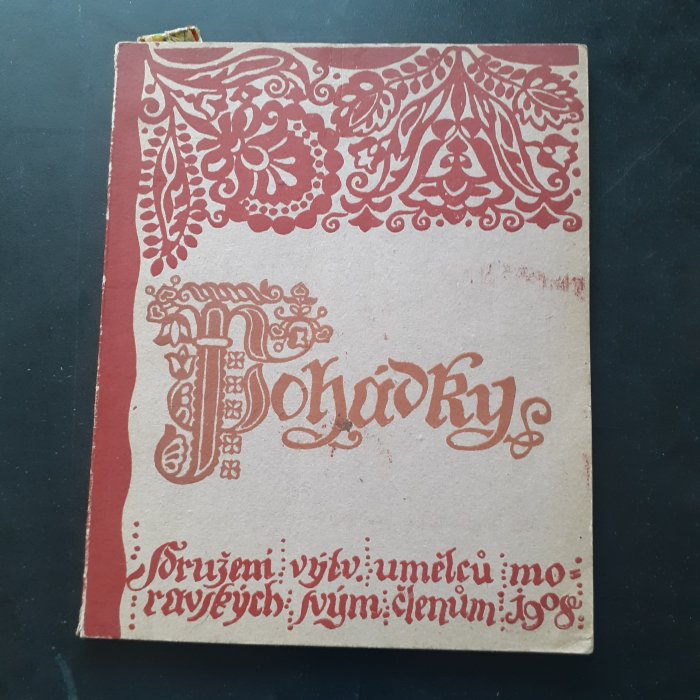 Pohádky
Sdružení výtv. umělců mo
ravských svým členům 1908